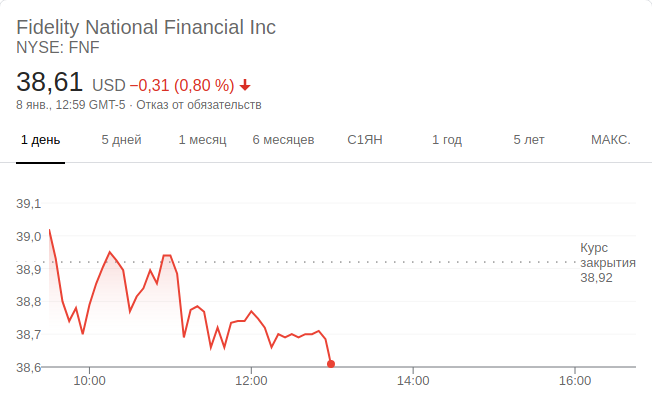 Fidelity National Financial Inc
NYSE: FNF
38,61 USD −0,31 (0,80 %)
8 янв., 12:59 GMT-5 · Отказ от обязательств
1 день 5 дней 1 месяц 6 месяцев С1ЯН 1 год 5 лет МАКС.
39,1
39,0
Курс
закрытия
38,92
38,9
38,8
38,7
38,6
10:00 12:00 14:00 16:00